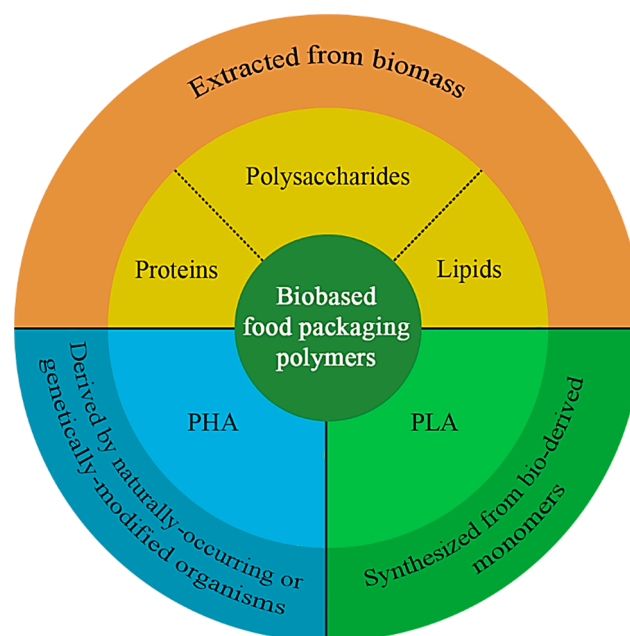 Extracted from biomass
Polysaccharides
Proteins
Lipids
Biobased
food packaging
polymers
PHA
PLA
Derived by naturally-occurring or
genetically-modified organisms
Synthesized from bio-derived
monomers